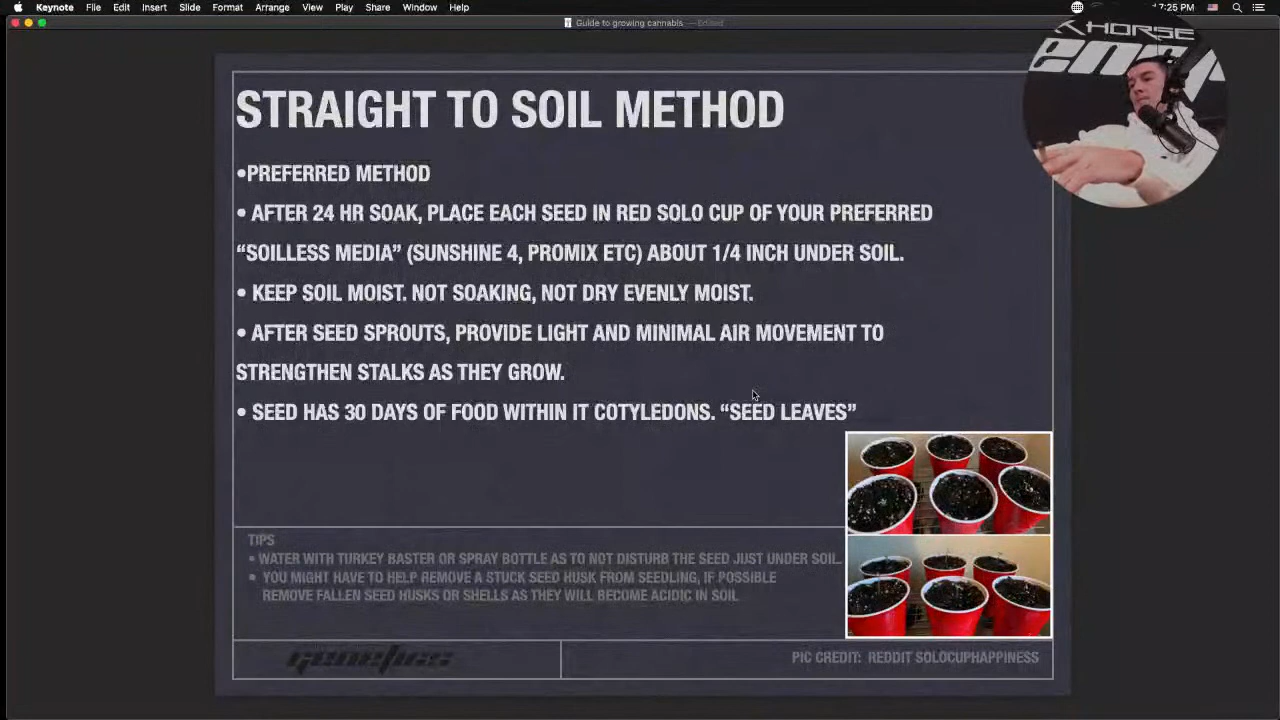 Keynote File Edit Insert Slide Format Arrange View Play Share Window Help 7:25 PM
Guide to growing cannabis — Edited
HORSE
STRAIGHT TO SOIL METHOD
•PREFERRED METHOD
• AFTER 24 HR SOAK, PLACE EACH SEED IN RED SOLO CUP OF YOUR PREFERRED
“SOILLESS MEDIA” (SUNSHINE 4, PROMIX ETC) ABOUT 1/4 INCH UNDER SOIL.
• KEEP SOIL MOIST. NOT SOAKING, NOT DRY EVENLY MOIST.
• AFTER SEED SPROUTS, PROVIDE LIGHT AND MINIMAL AIR MOVEMENT TO
STRENGTHEN STALKS AS THEY GROW.
• SEED HAS 30 DAYS OF FOOD WITHIN IT COTYLEDONS. “SEED LEAVES”
TIPS
• WATER WITH TURKEY BASTER OR SPRAY BOTTLE AS TO NOT DISTURB THE SEED JUST UNDER SOIL.
• YOU MIGHT HAVE TO HELP REMOVE A STUCK SEED HUSK FROM SEEDLING, IF POSSIBLE
REMOVE FALLEN SEED HUSKS OR SHELLS AS THEY WILL BECOME ACIDIC IN SOIL
genetics
PIC CREDIT: REDDIT SOLOCUPHAPPINESS